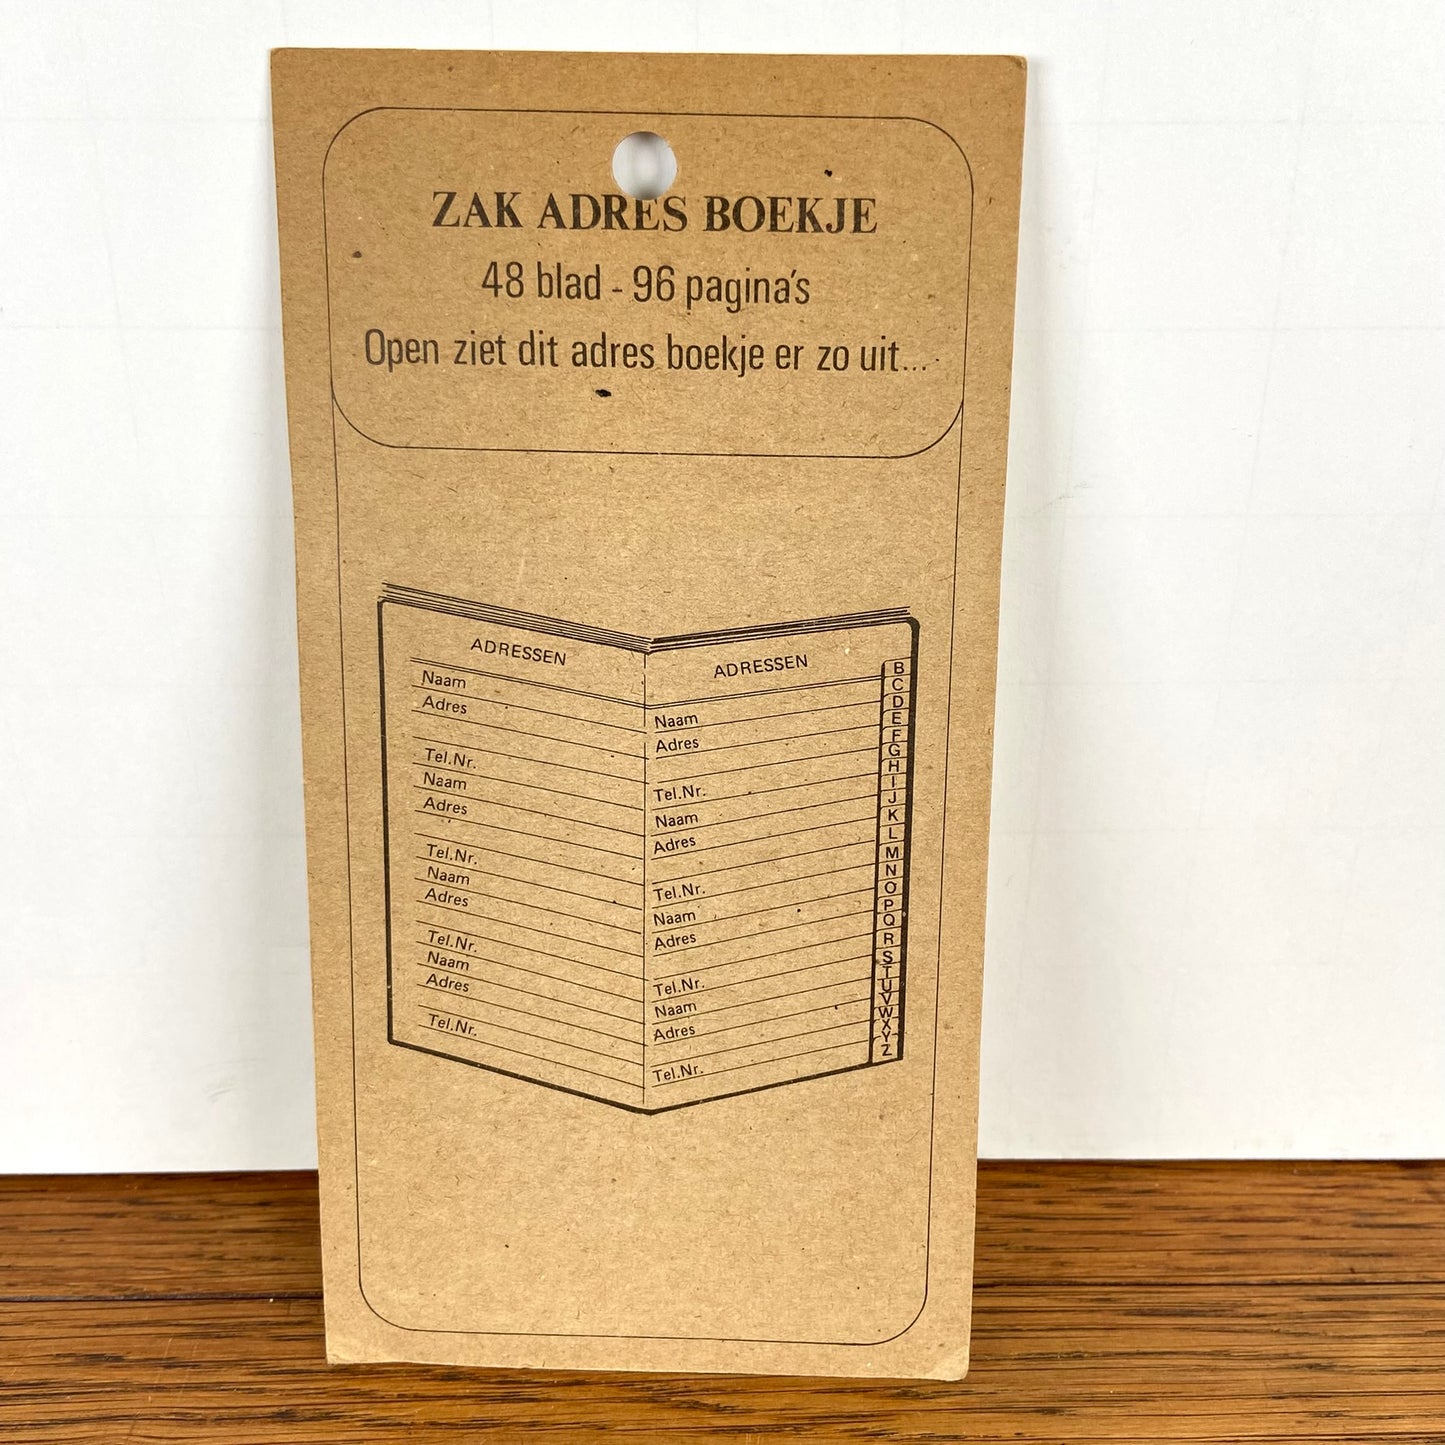 ZAK ADRES BOEKJE
48 blad - 96 pagina's
Open ziet dit adres boekje er zo uit...
ADRESSEN
Naam
Adres
Tel.Nr.
Naam
Adres
Tel.Nr.
Naam
Adres
Tel.Nr.
Naam
Adres
Tel.Nr.
ADRESSEN
Naam
Adres
Tel.Nr.
Naam
Adres
Tel.Nr.
Naam
Adres
Tel.Nr.
Naam
Adres
Tel.Nr.
B
C
D
E
F
G
H
I
J
K
L
M
N
O
P
Q
R
S
T
U
V
W
X
Y
Z